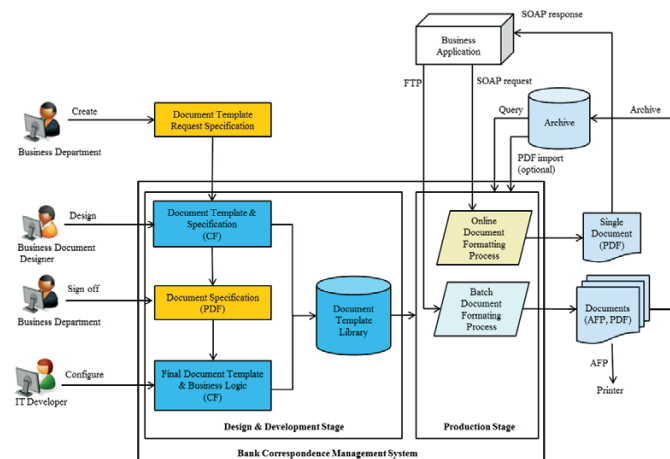 SOAP response
Business
Application
FTP
SOAP request
Create
Document Template
Request Specification
Query
Archive
Archive
Business Department
PDF import
(optional)
Design
Document Template &
Specification
(CF)
Online
Document
Formatting
Process
Single
Document
(PDF)
Business Document
Designer
Sign off
Document Specification
(PDF)
Document
Template
Library
Batch
Document
Formating
Process
Documents
(AFP, PDF)
Business Department
AFP
Configure
Final Document Template
& Business Logic
(CF)
Printer
IT Developer
Design & Development Stage
Production Stage
Bank Correspondence Management System